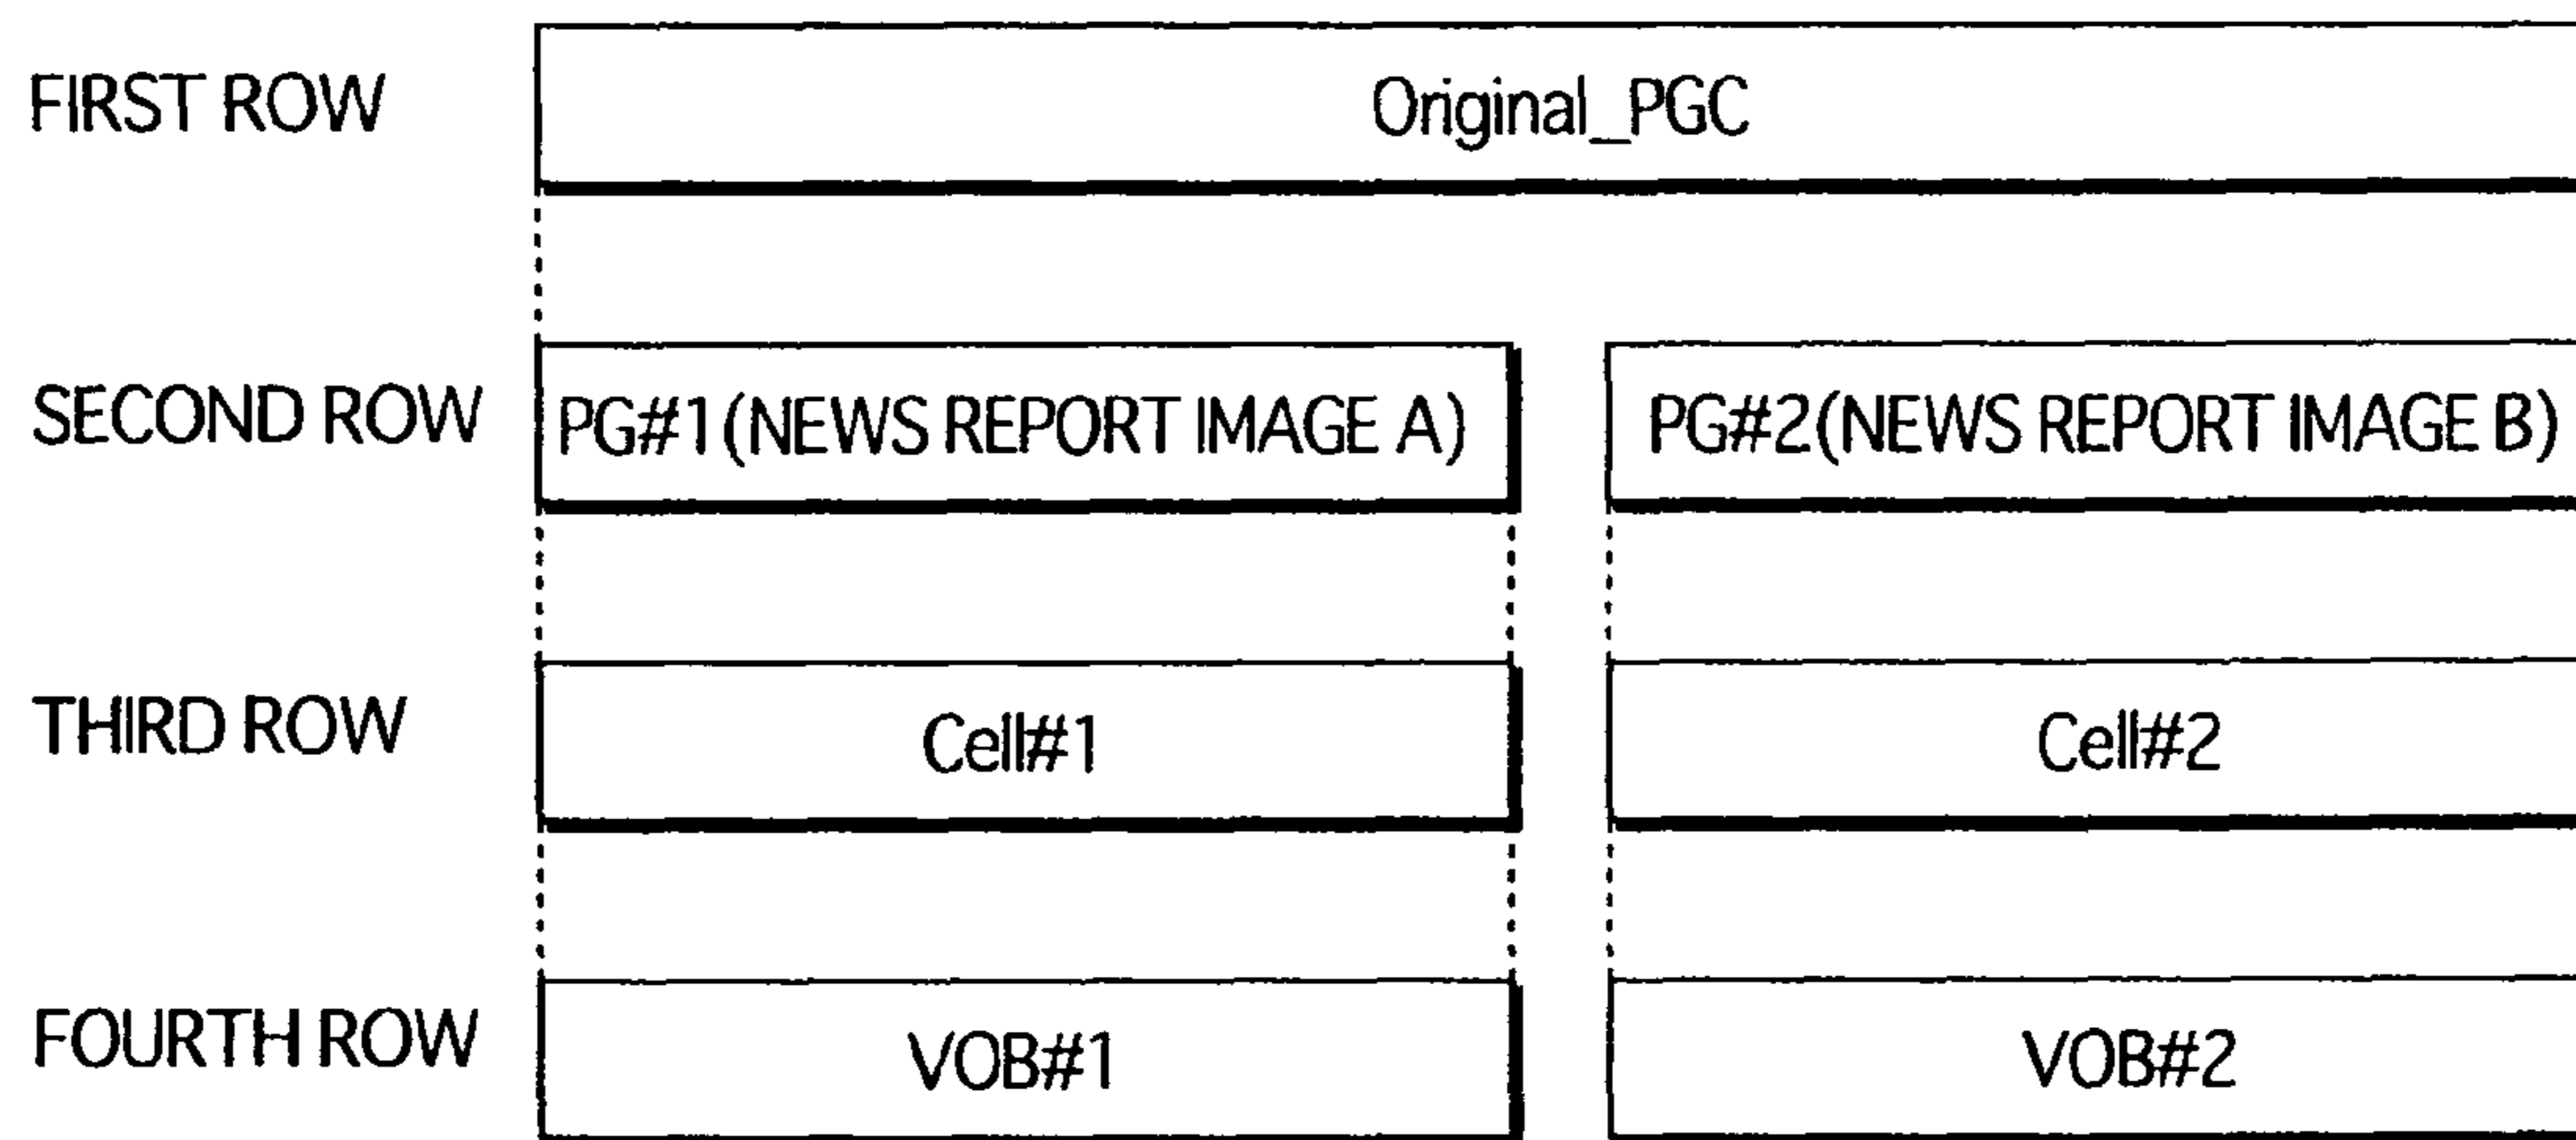 FIRST ROW Original_PGC
SECOND ROW PG#1(NEWS REPORT IMAGE A) PG#2(NEWS REPORT IMAGE B)
THIRD ROW Cell#1 Cell#2
FOURTH ROW VOB#1 VOB#2